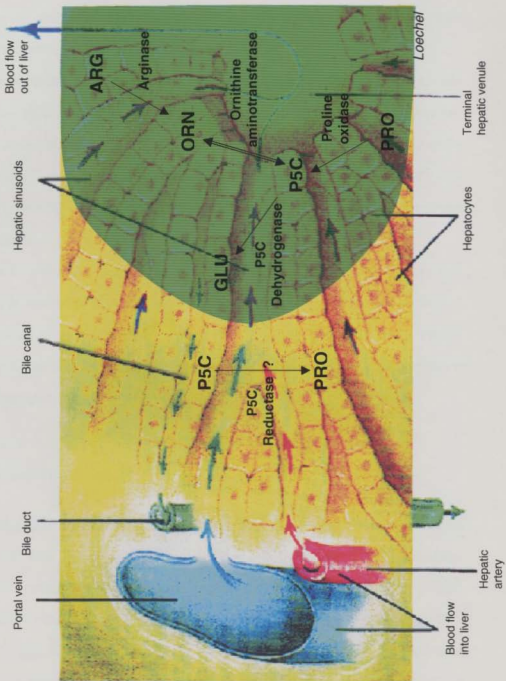 Portal vein
Bile duct
Bile canal
Hepatic sinusoids
Blood flow
out of liver
ARG
Arginase
ORN
Ornithine
aminotransferase
GLU
P5C
Dehydrogenase
P5C
Proline
oxidase
PRO
P5C
P5C
Reductase ?
PRO
Loechel
Blood flow
into liver
Hepatic
artery
Hepatocytes
Terminal
hepatic venule